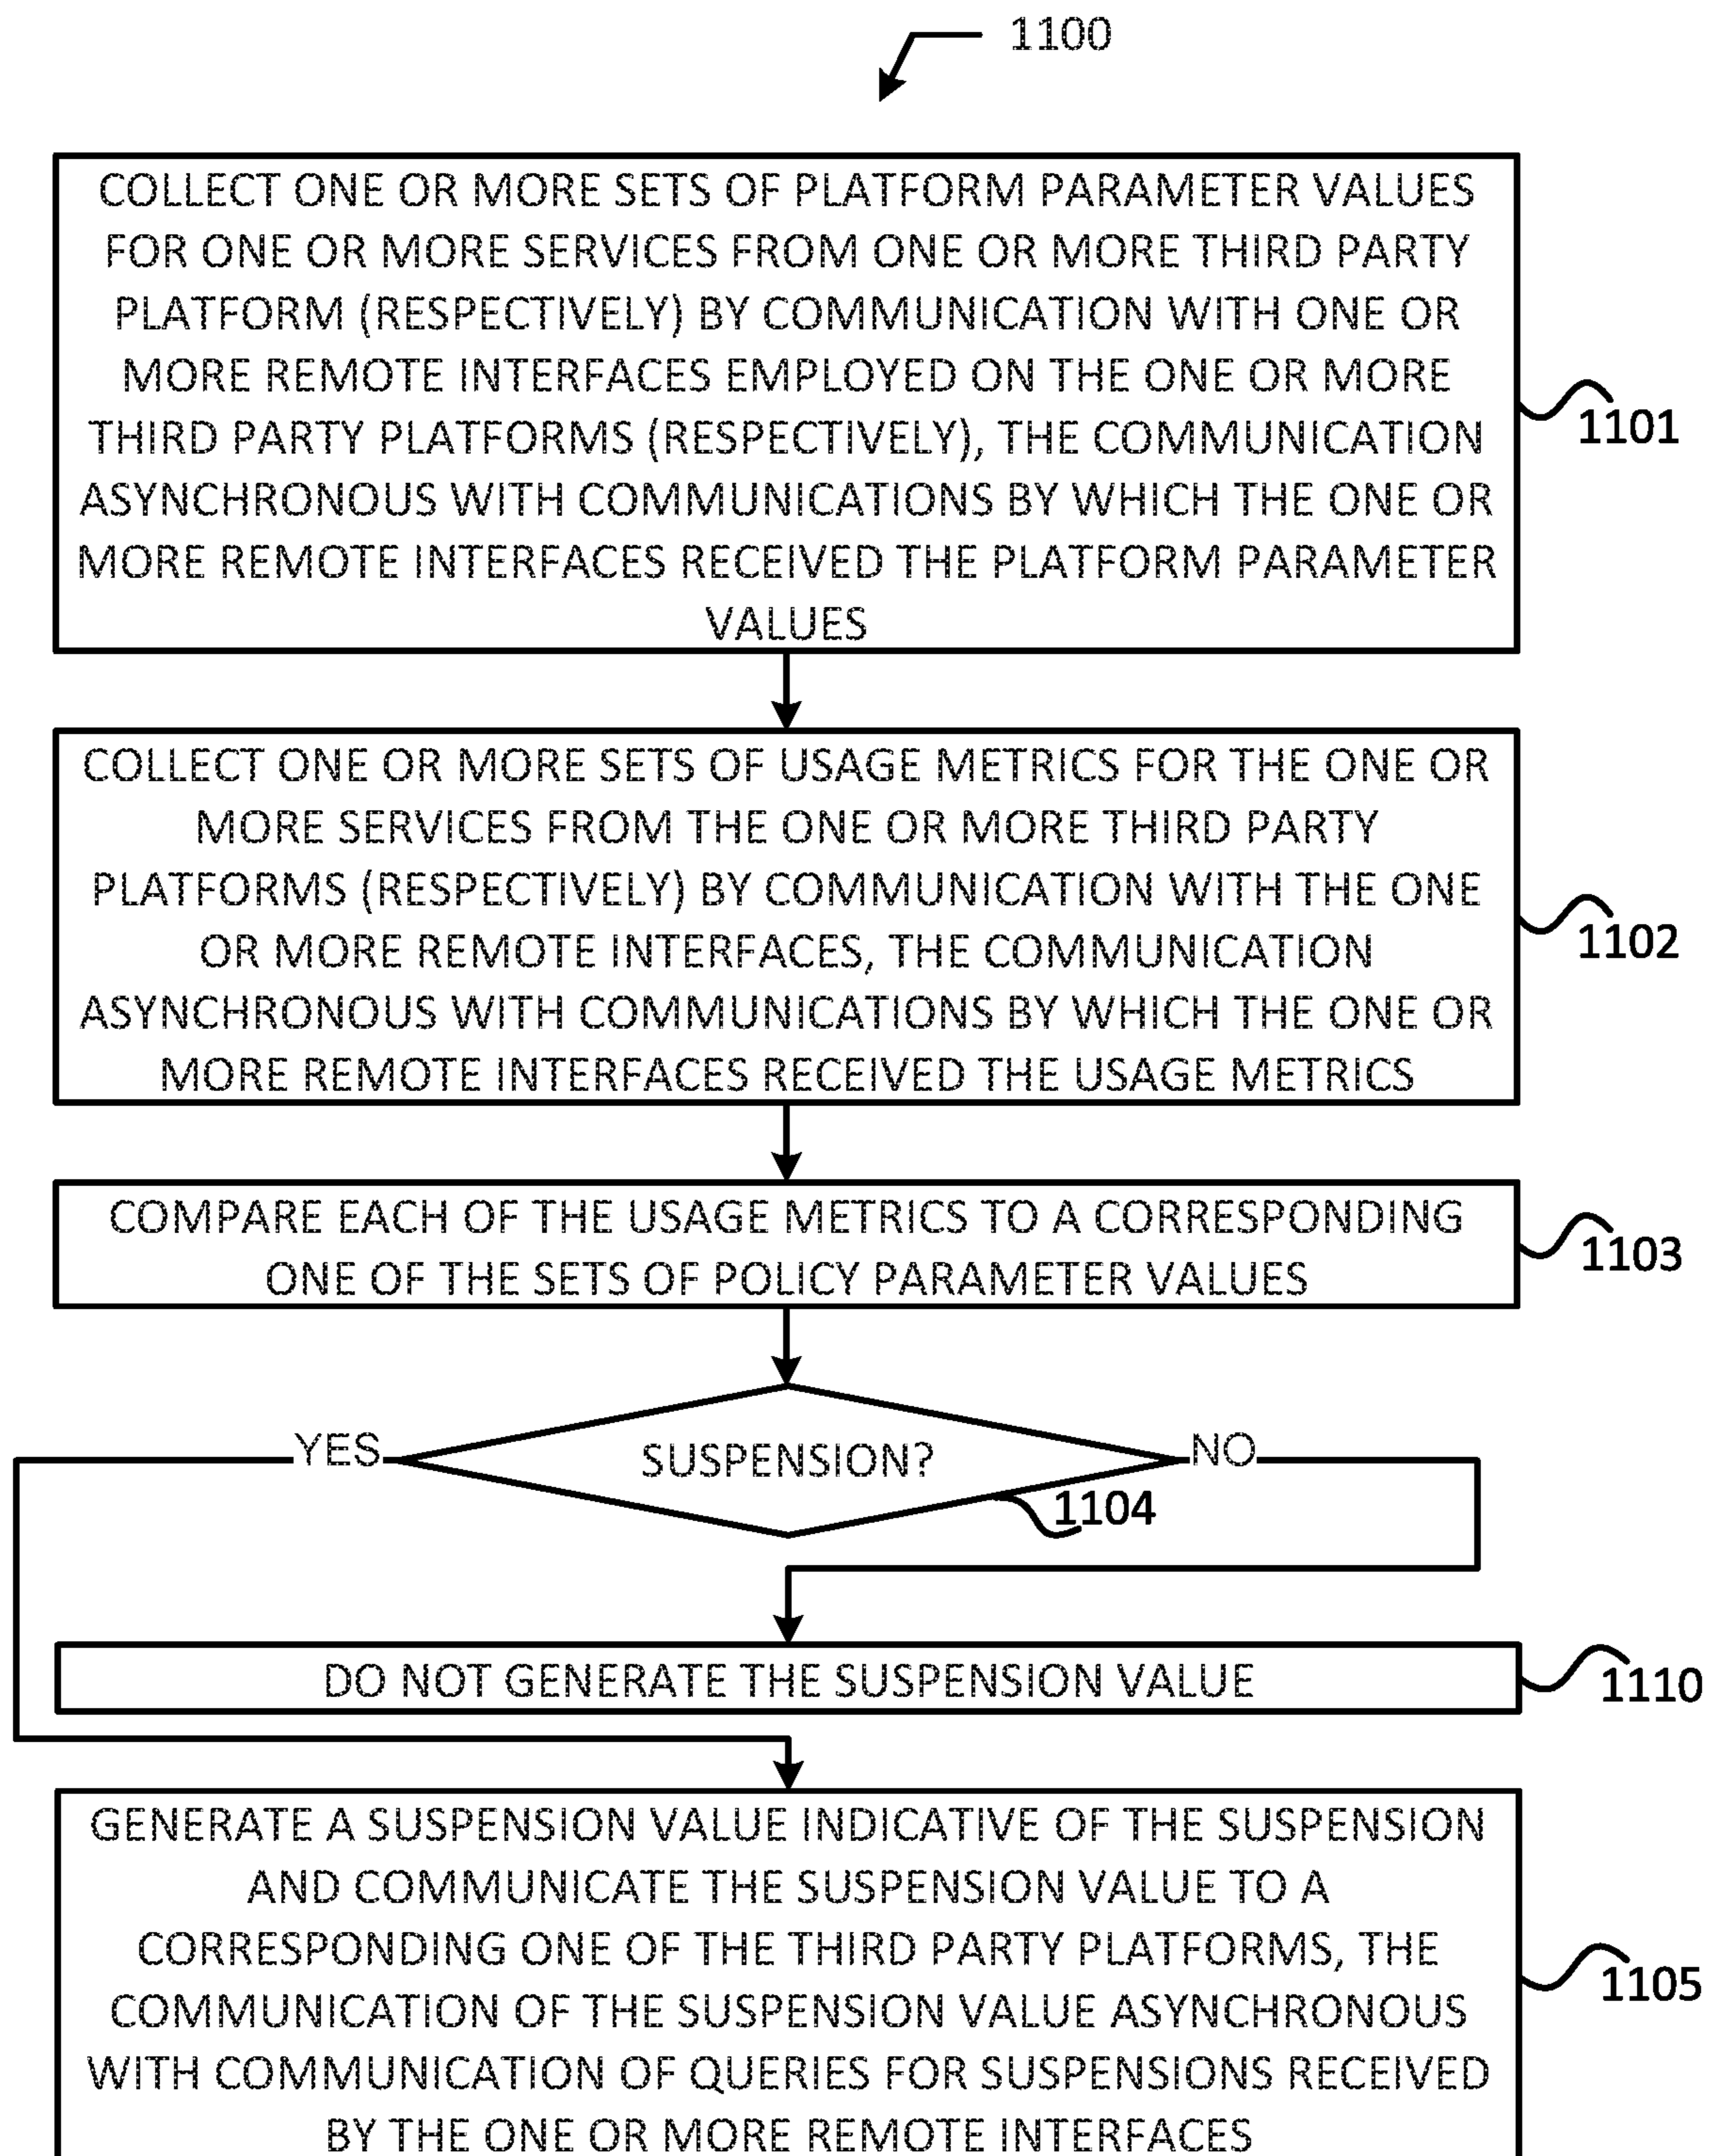 1100
COLLECT ONE OR MORE SETS OF PLATFORM PARAMETER VALUES
FOR ONE OR MORE SERVICES FROM ONE OR MORE THIRD PARTY
PLATFORM (RESPECTIVELY) BY COMMUNICATION WITH ONE OR
MORE REMOTE INTERFACES EMPLOYED ON THE ONE OR MORE
THIRD PARTY PLATFORMS (RESPECTIVELY), THE COMMUNICATION
ASYNCHRONOUS WITH COMMUNICATIONS BY WHICH THE ONE OR
MORE REMOTE INTERFACES RECEIVED THE PLATFORM PARAMETER
VALUES
1101
COLLECT ONE OR MORE SETS OF USAGE METRICS FOR THE ONE OR
MORE SERVICES FROM THE ONE OR MORE THIRD PARTY
PLATFORMS (RESPECTIVELY) BY COMMUNICATION WITH THE ONE
OR MORE REMOTE INTERFACES, THE COMMUNICATION
ASYNCHRONOUS WITH COMMUNICATIONS BY WHICH THE ONE OR
MORE REMOTE INTERFACES RECEIVED THE USAGE METRICS
1102
COMPARE EACH OF THE USAGE METRICS TO A CORRESPONDING
ONE OF THE SETS OF POLICY PARAMETER VALUES
1103
YES
SUSPENSION?
NO
1104
DO NOT GENERATE THE SUSPENSION VALUE
1110
GENERATE A SUSPENSION VALUE INDICATIVE OF THE SUSPENSION
AND COMMUNICATE THE SUSPENSION VALUE TO A
CORRESPONDING ONE OF THE THIRD PARTY PLATFORMS, THE
COMMUNICATION OF THE SUSPENSION VALUE ASYNCHRONOUS
WITH COMMUNICATION OF QUERIES FOR SUSPENSIONS RECEIVED
BY THE ONE OR MORE REMOTE INTERFACES
1105